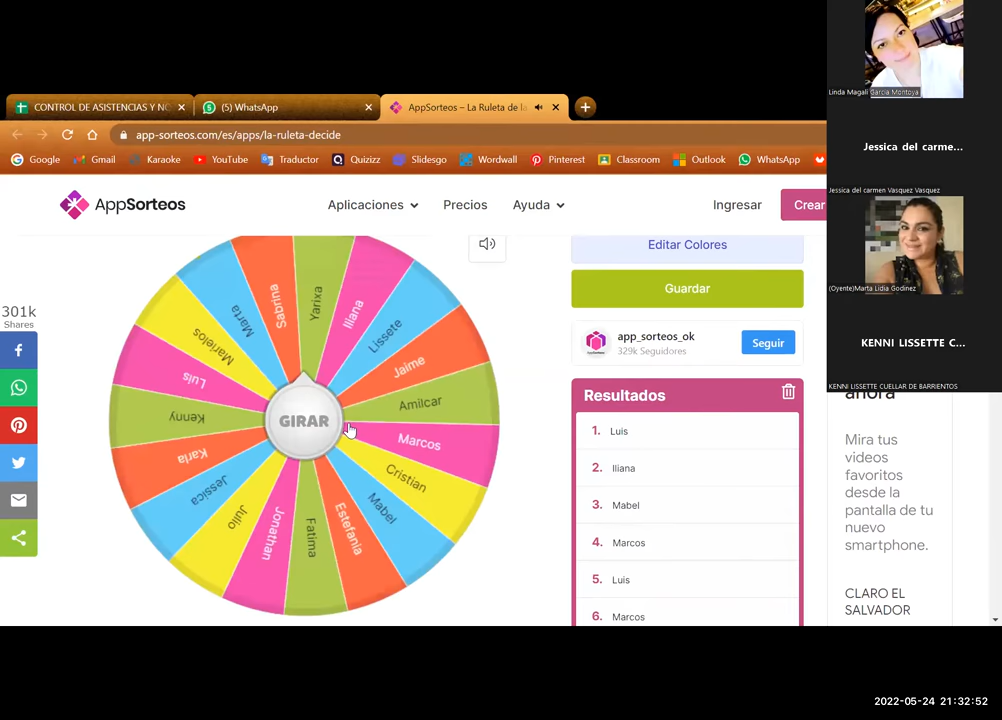 CONTROL DE ASISTENCIAS Y NO
(5) WhatsApp
AppSorteos – La Ruleta de la
app-sorteos.com/es/apps/la-ruleta-decide
Google
Gmail
Karaoke
YouTube
Traductor
Quizizz
Slidesgo
Wordwall
Pinterest
Classroom
Outlook
WhatsApp
AppSorteos
Aplicaciones
Precios
Ayuda
Ingresar
Crear
301k
Shares
Yarixa
Iliana
Lissete
Jaime
Amilcar
Marcos
Cristian
Mabel
Estefania
Fatima
Jonathan
Julio
Jessica
Karla
Kenny
Luis
Marielos
Marta
Sabrina
GIRAR
Editar Colores
Guardar
app_sorteos_ok
329k Seguidores
Seguir
Resultados
1. Luis
2. Iliana
3. Mabel
4. Marcos
5. Luis
6. Marcos
Linda Magali Garcia Montoya
Jessica del carme...
Jessica del carmen Vasquez Vasquez
(Oyente)Marta Lidia Godinez
KENNI LISSETTE C...
KENNI LISSETTE CUELLAR DE BARRIENTOS
ahora
Mira tus
videos
favoritos
desde la
pantalla de tu
nuevo
smartphone.
CLARO EL
SALVADOR
2022-05-24 21:32:52